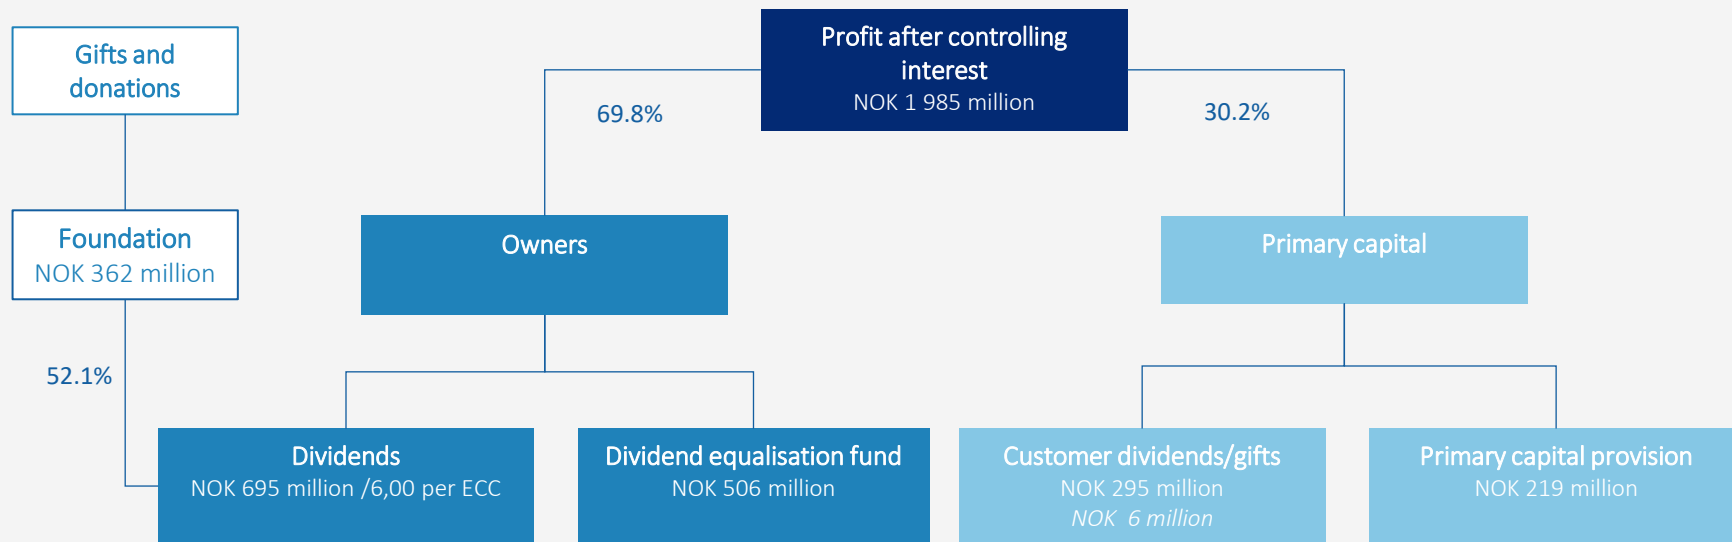 Gifts and
donations
Profit after controlling
interest
NOK 1 985 million
69.8%
30.2%
Foundation
NOK 362 million
Owners
Primary capital
52.1%
Dividends
NOK 695 million /6,00 per ECC
Dividend equalisation fund
NOK 506 million
Customer dividends/gifts
NOK 295 million
NOK 6 million
Primary capital provision
NOK 219 million